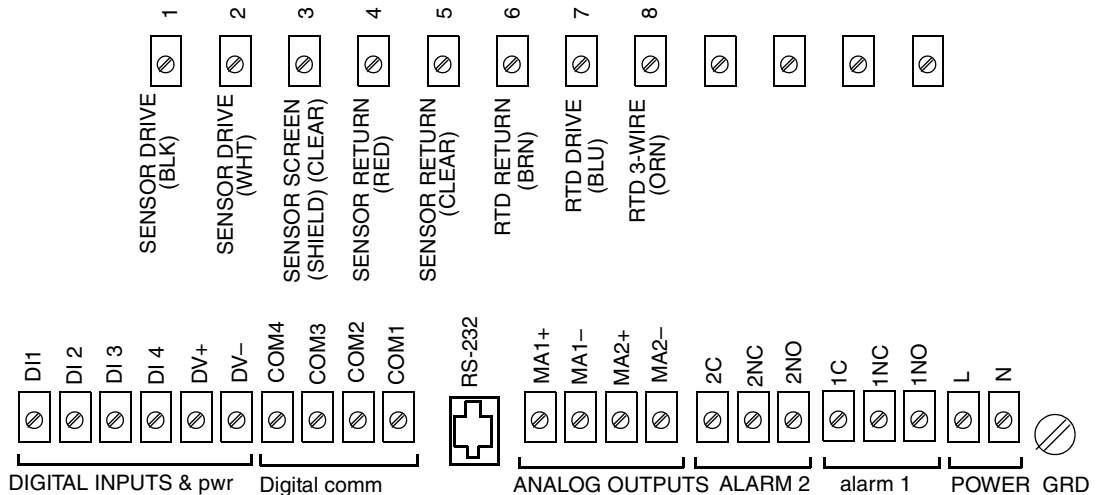 1
2
3
4
5
6
7
8
SENSOR DRIVE
(BLK)
SENSOR DRIVE
(WHT)
SENSOR SCREEN
(SHIELD) (CLEAR)
SENSOR RETURN
(RED)
SENSOR RETURN
(CLEAR)
RTD RETURN
(BRN)
RTD DRIVE
(BLU)
RTD 3-WIRE
(ORN)
DI1
DI 2
DI 3
DI 4
DV+
DV–
COM4
COM3
COM2
COM1
RS-232
MA1+
MA1–
MA2+
MA2–
2C
2NC
2NO
1C
1NC
1NO
L
N
DIGITAL INPUTS & pwr
Digital comm
ANALOG OUTPUTS
ALARM 2
alarm 1
POWER
GRD